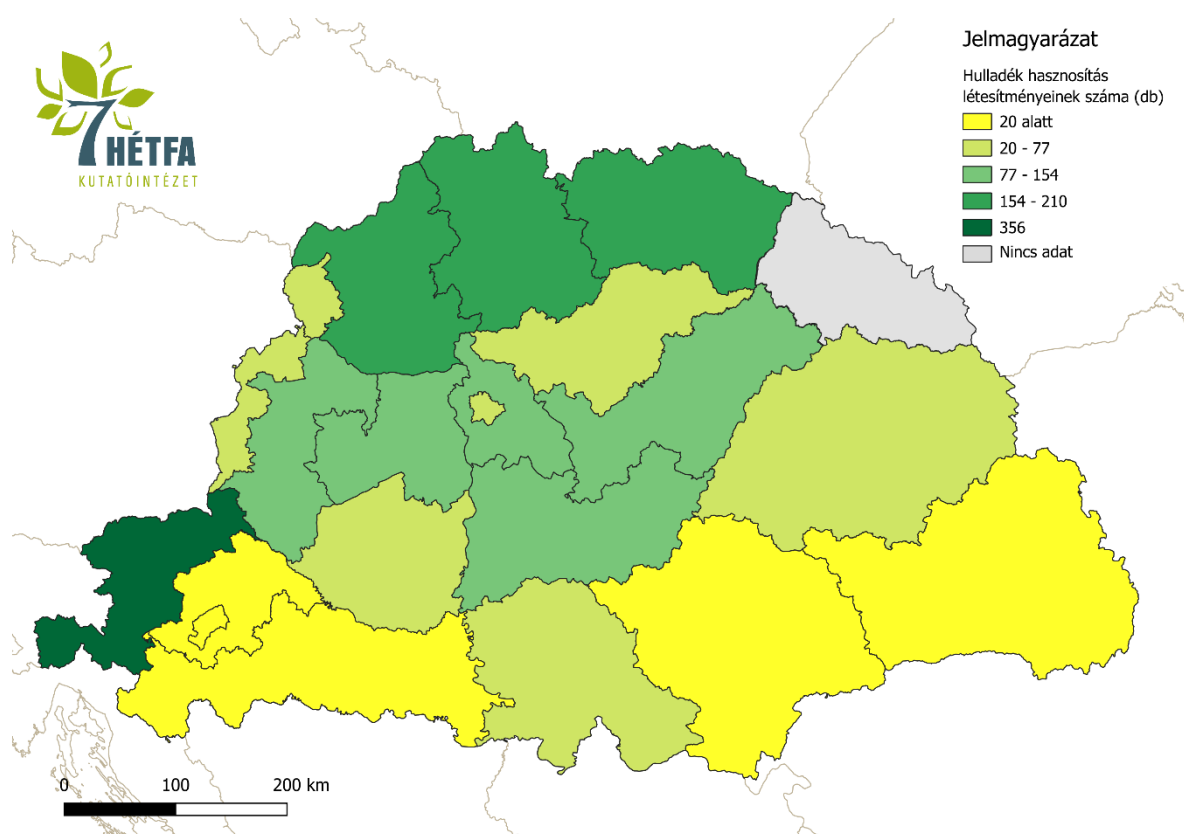 7 HÉTFA
KUTATÓINTÉZET
Jelmagyarázat
Hulladék hasznosítás
létesítményeinek száma (db)
20 alatt
20 - 77
77 - 154
154 - 210
356
Nincs adat
0 100 200 km